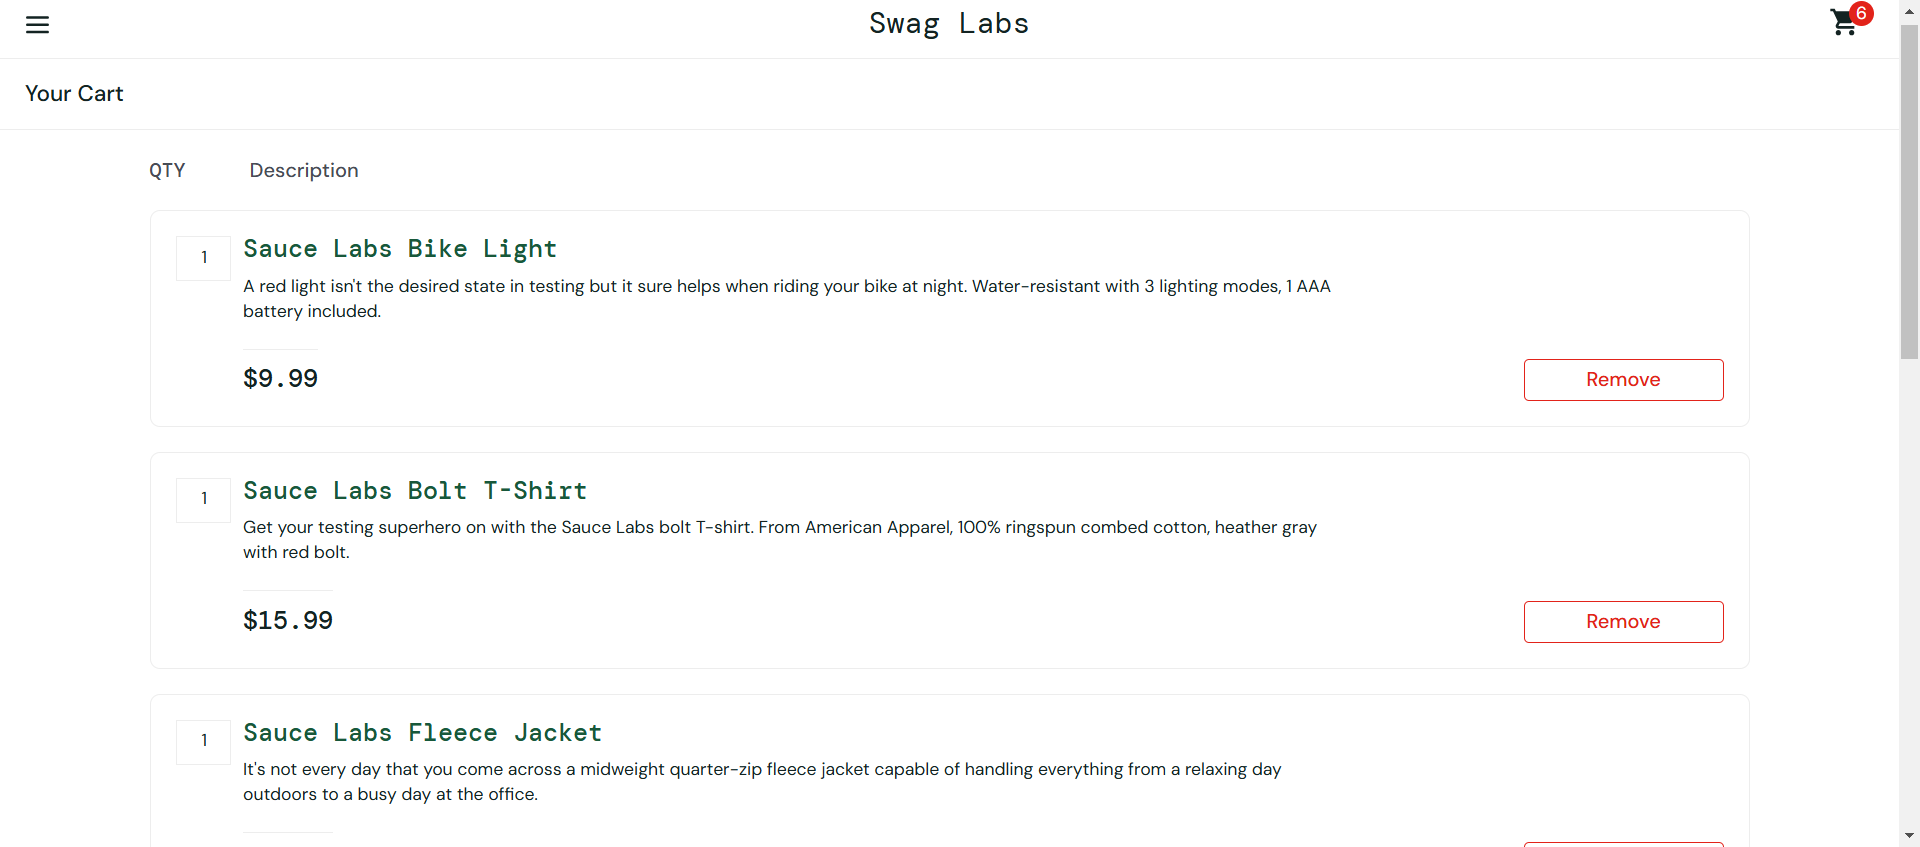 Swag Labs
6
Your Cart
QTY Description
1
Sauce Labs Bike Light
A red light isn't the desired state in testing but it sure helps when riding your bike at night. Water-resistant with 3 lighting modes, 1 AAA
battery included.
$9.99
Remove
1
Sauce Labs Bolt T-Shirt
Get your testing superhero on with the Sauce Labs bolt T-shirt. From American Apparel, 100% ringspun combed cotton, heather gray
with red bolt.
$15.99
Remove
1
Sauce Labs Fleece Jacket
It's not every day that you come across a midweight quarter-zip fleece jacket capable of handling everything from a relaxing day
outdoors to a busy day at the office.